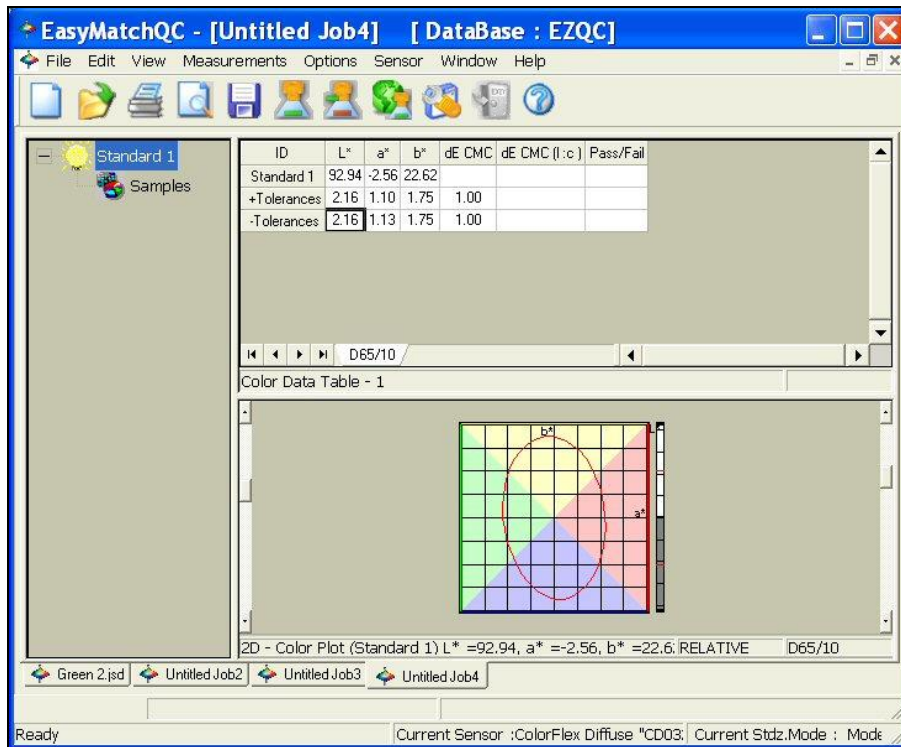 EasyMatchQC - [Untitled Job4] [ DataBase : EZQC]
File Edit View Measurements Options Sensor Window Help
Standard 1
Samples
ID L* a* b* dE CMC dE CMC (l:c) Pass/Fail
Standard 1 92.94 -2.56 22.62
+Tolerances 2.16 1.10 1.75 1.00
-Tolerances 2.16 1.13 1.75 1.00
D65/10
Color Data Table - 1
b*
a*
2D - Color Plot (Standard 1) L* =92.94, a* =-2.56, b* =22.6 RELATIVE D65/10
Green 2.jsd Untitled Job2 Untitled Job3 Untitled Job4
Ready Current Sensor :ColorFlex Diffuse "CD03 Current Stdz.Mode : Mode